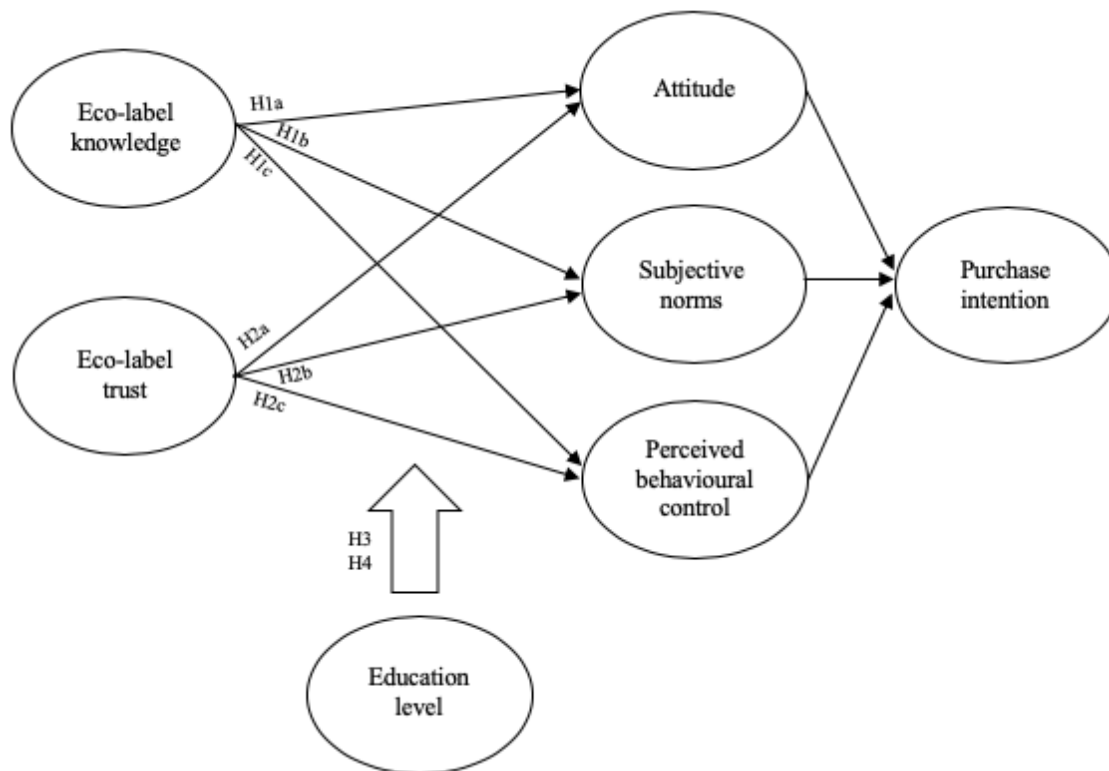 Eco-label
knowledge
H1a
H1b
H1c
Attitude
Subjective
norms
Purchase
intention
Eco-label
trust
H2a
H2b
H2c
Perceived
behavioural
control
H3
H4
Education
level